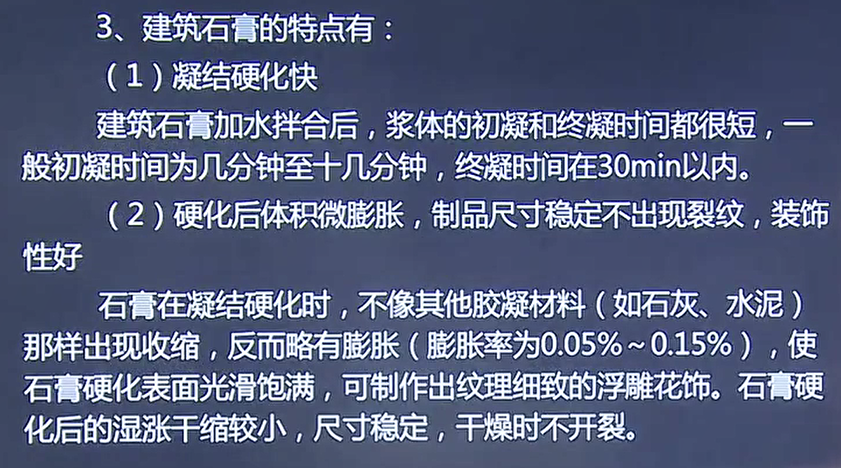 3、建筑石膏的特点有：
（1）凝结硬化快
建筑石膏加水拌合后，浆体的初凝和终凝时间都很短，一
般初凝时间为几分钟至十几分钟，终凝时间在30min以内。
（2）硬化后体积微膨胀，制品尺寸稳定不出现裂纹，装饰
性好
石膏在凝结硬化时，不像其他胶凝材料（如石灰、水泥）
那样出现收缩，反而略有膨胀（膨胀率为0.05%～0.15%），使
石膏硬化表面光滑饱满，可制作出纹理细致的浮雕花饰。石膏硬
化后的湿涨干缩较小，尺寸稳定，干燥时不开裂。